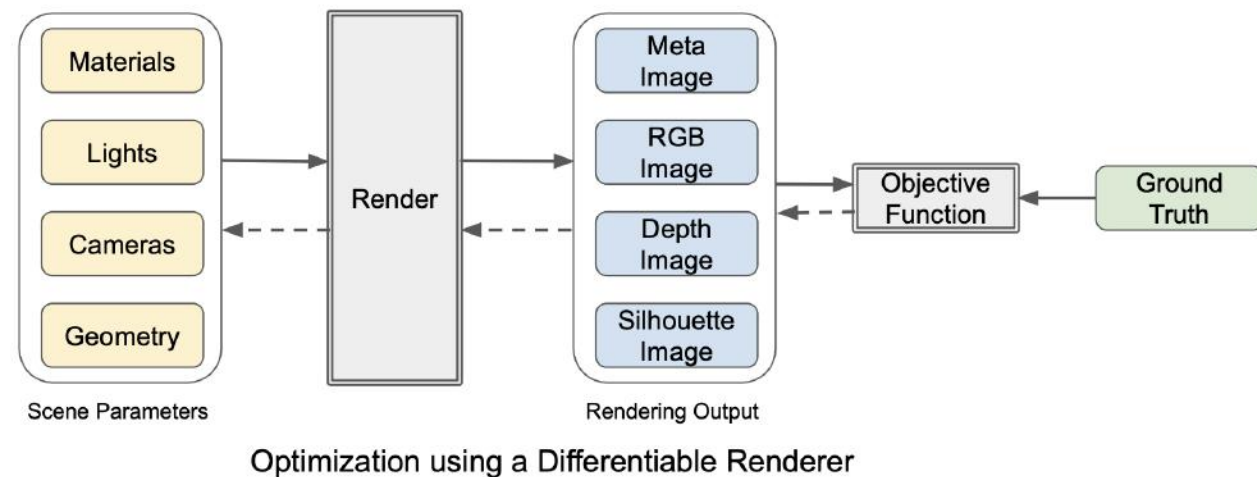 Materials
Lights
Cameras
Geometry
Scene Parameters
Render
Meta
Image
RGB
Image
Depth
Image
Silhouette
Image
Rendering Output
Objective
Function
Ground
Truth
Optimization using a Differentiable Renderer